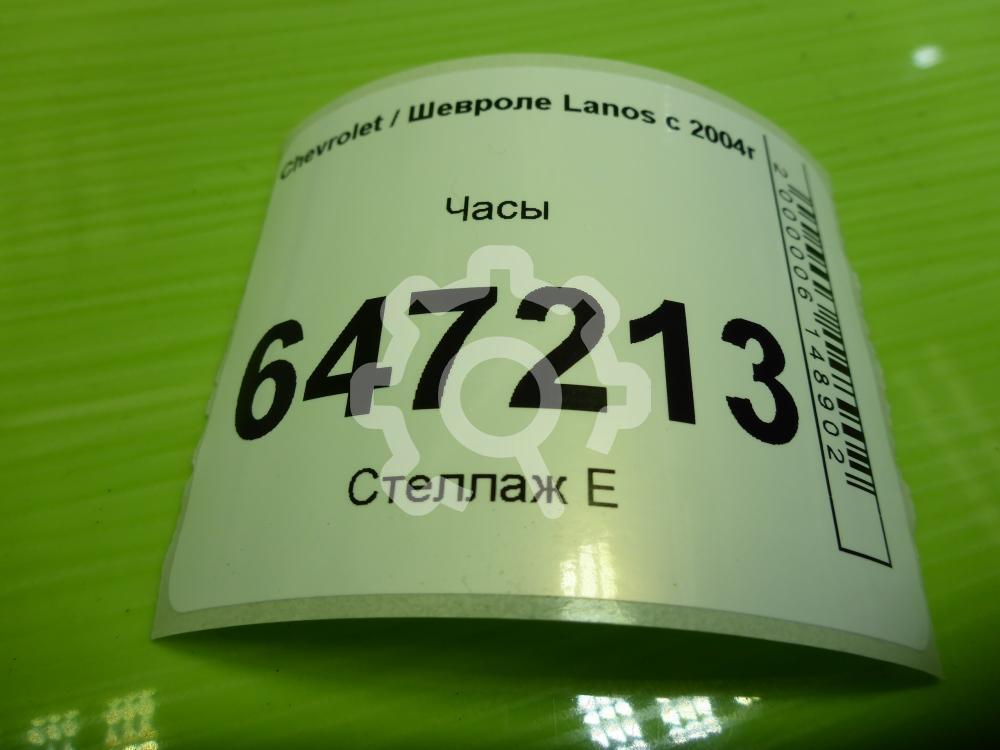 Chevrolet / Шевроле Lanos с 2004г
Часы
647213
Стеллаж Е
2000006148902